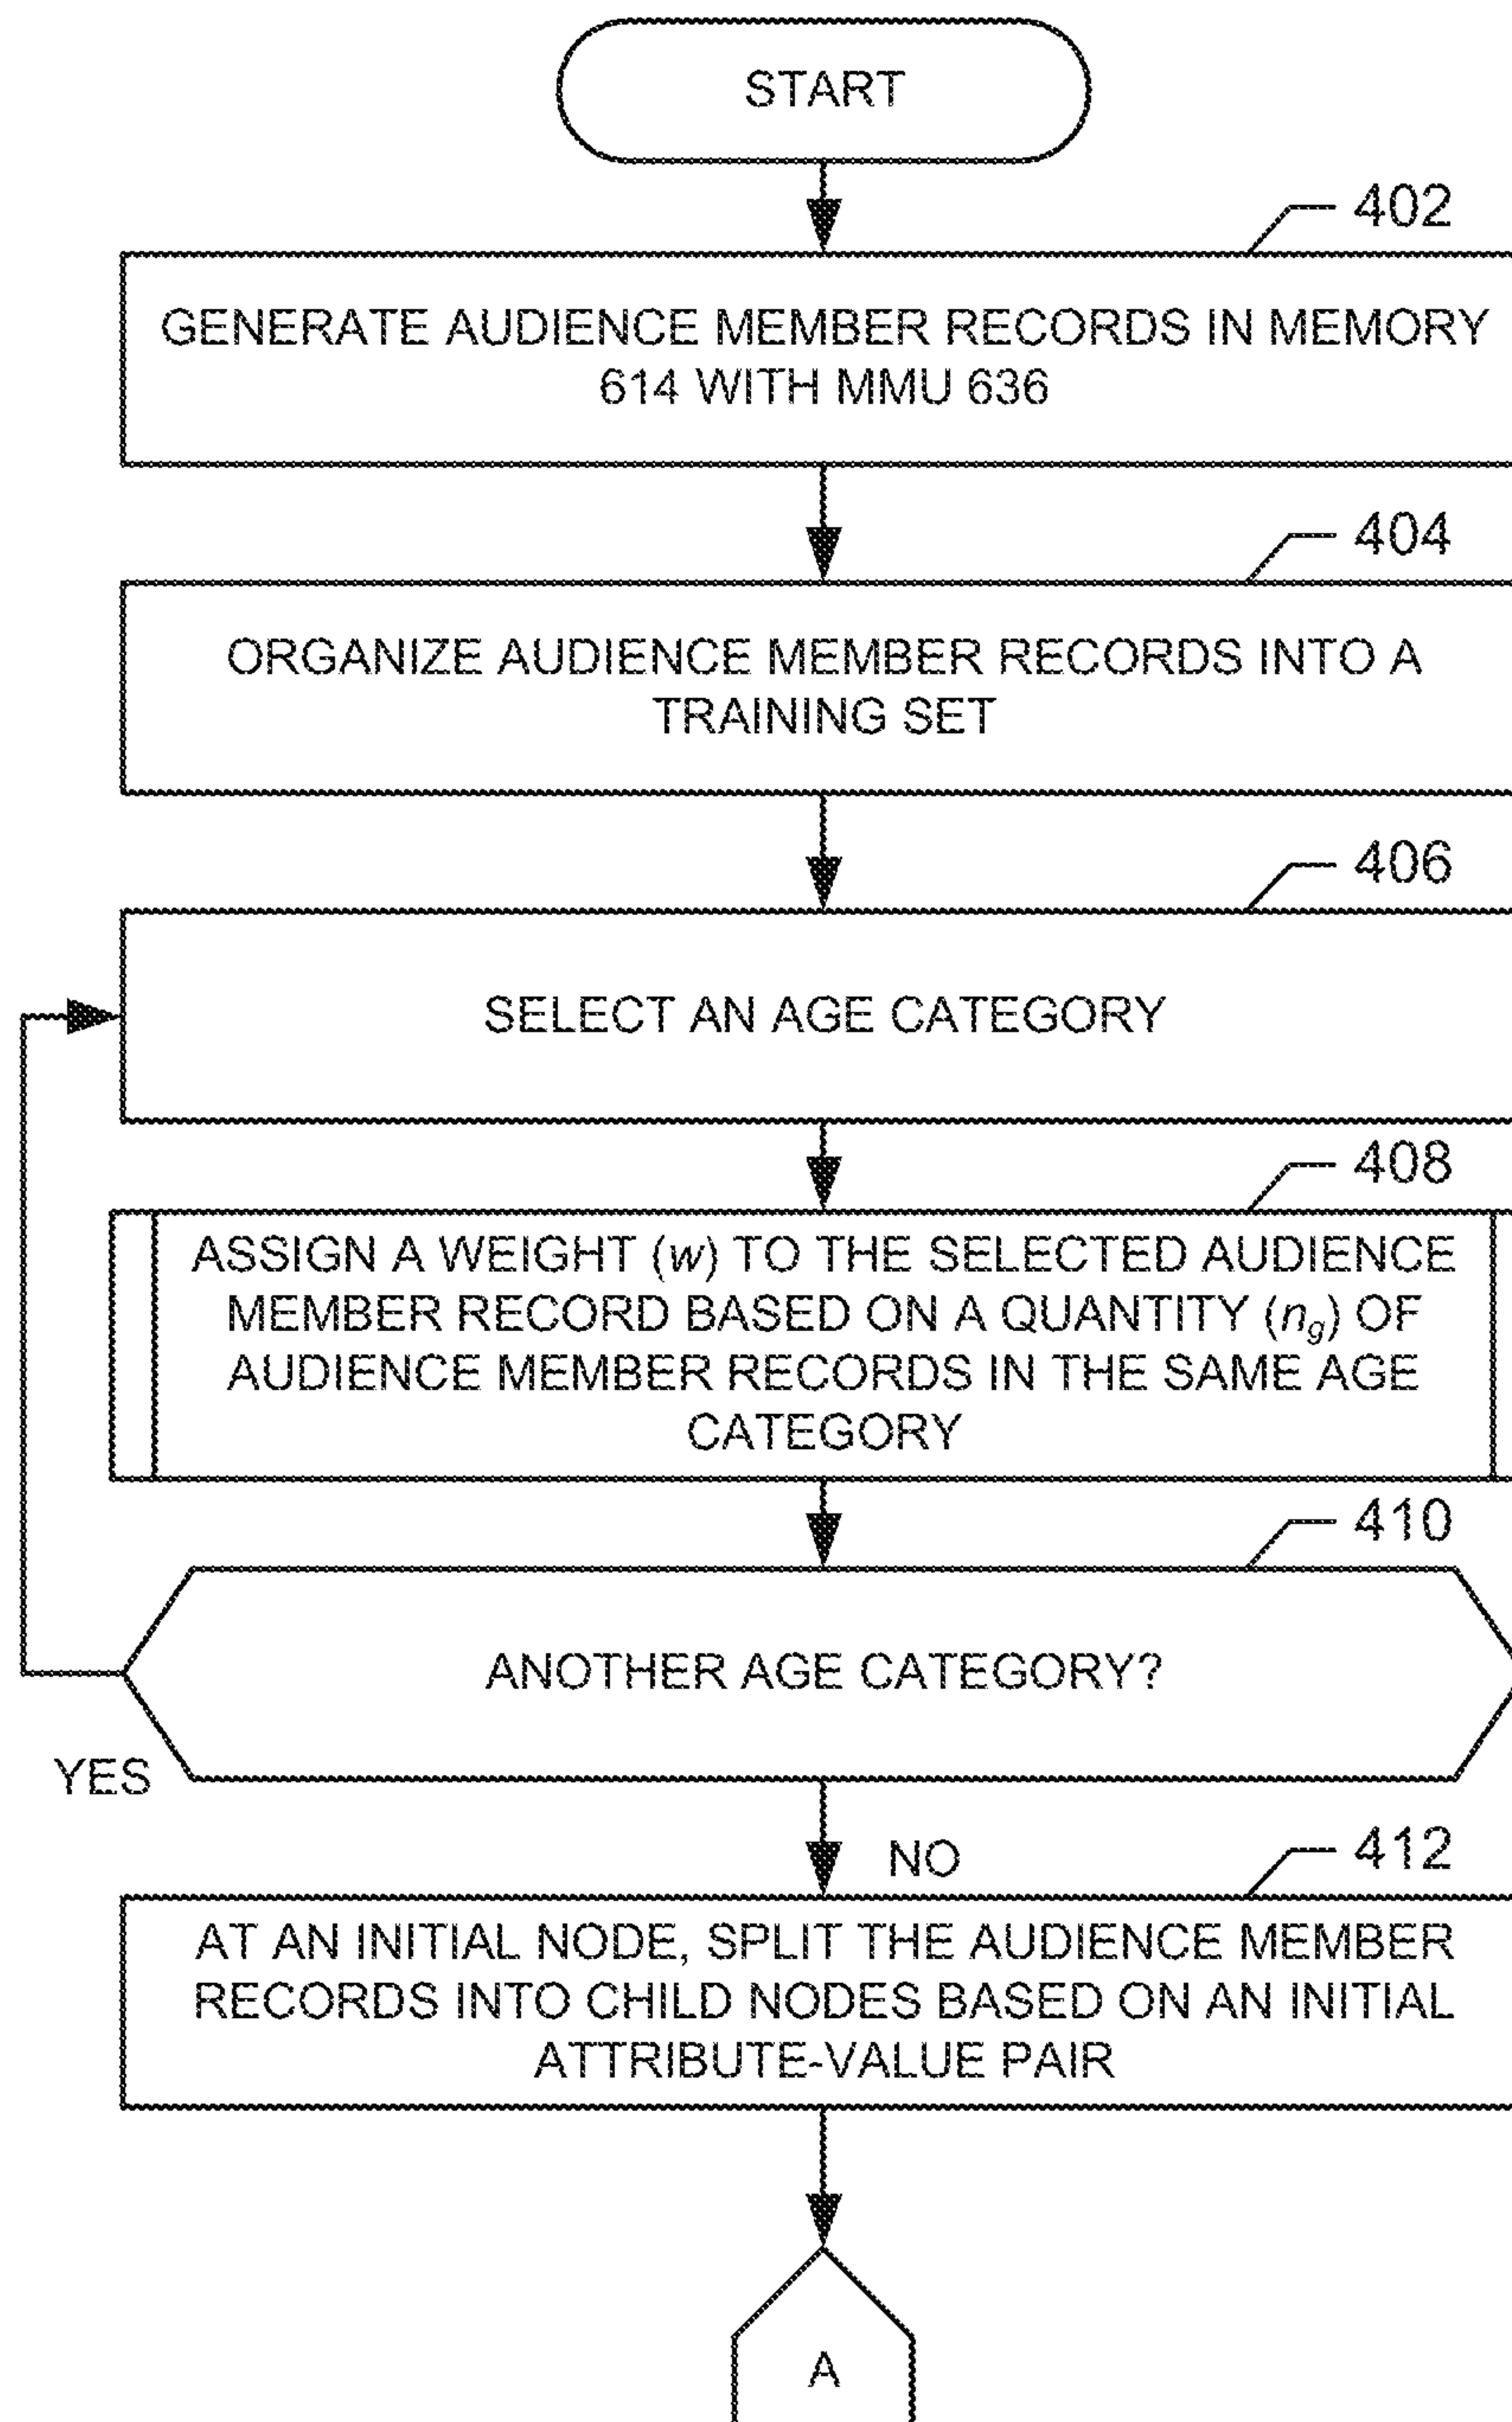 START
402
GENERATE AUDIENCE MEMBER RECORDS IN MEMORY
614 WITH MMU 636
404
ORGANIZE AUDIENCE MEMBER RECORDS INTO A
TRAINING SET
406
SELECT AN AGE CATEGORY
408
ASSIGN A WEIGHT (w) TO THE SELECTED AUDIENCE
MEMBER RECORD BASED ON A QUANTITY (ng) OF
AUDIENCE MEMBER RECORDS IN THE SAME AGE
CATEGORY
410
ANOTHER AGE CATEGORY?
YES
NO
412
AT AN INITIAL NODE, SPLIT THE AUDIENCE MEMBER
RECORDS INTO CHILD NODES BASED ON AN INITIAL
ATTRIBUTE-VALUE PAIR
A